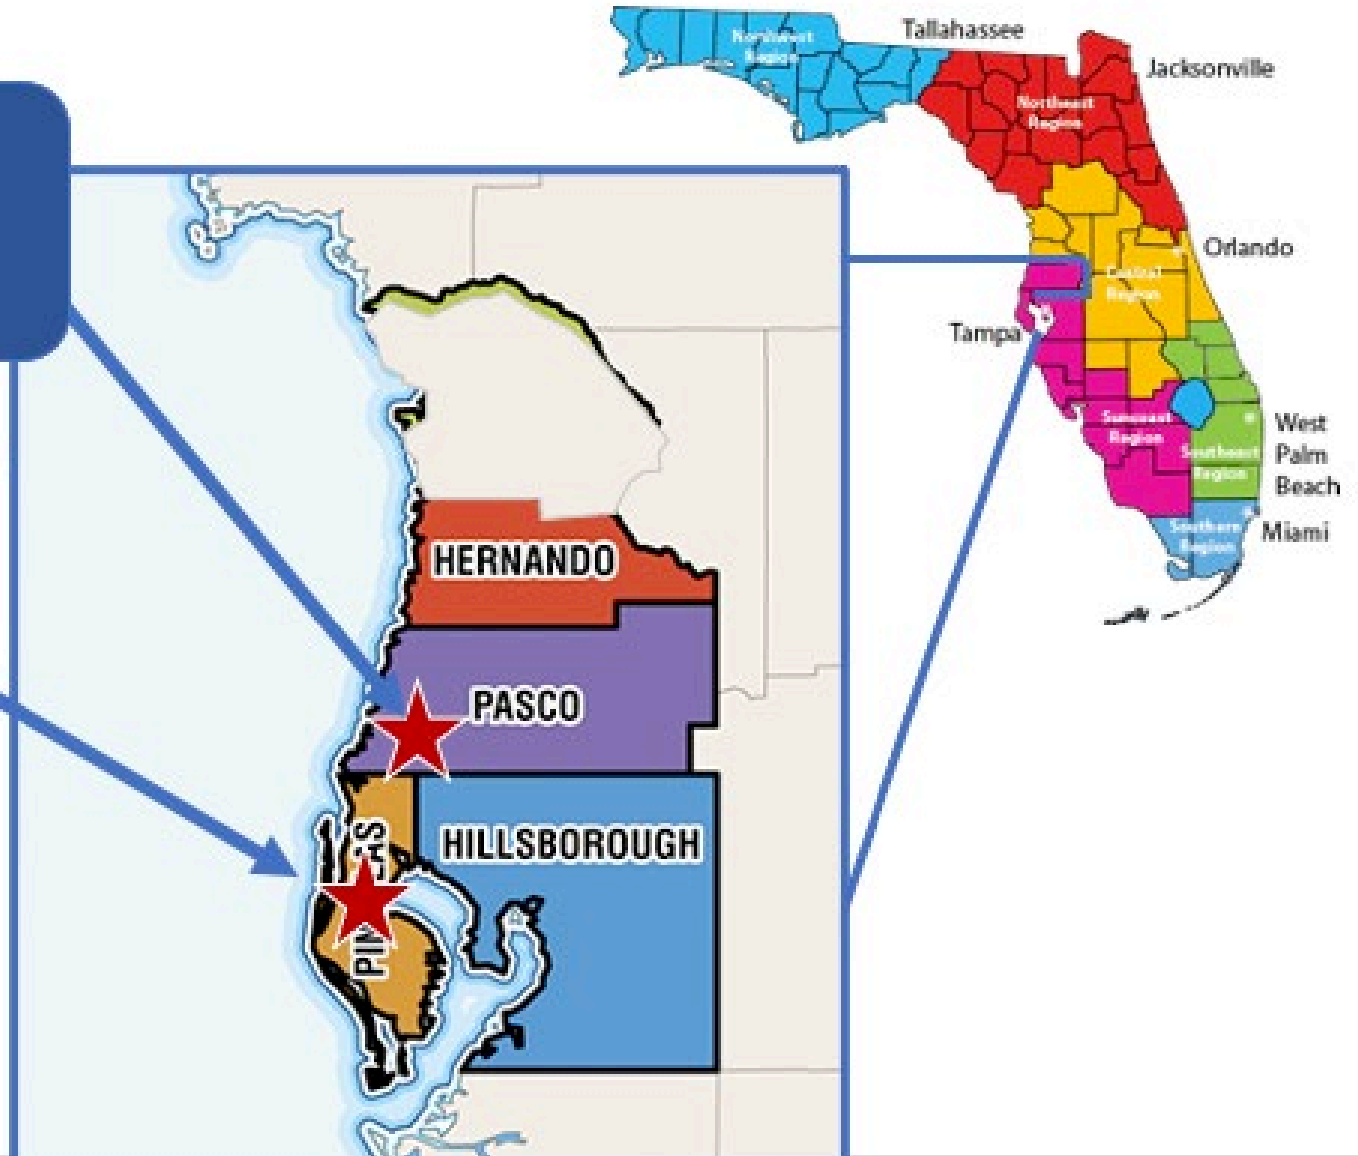 Tallahassee
Northwest
Region
Jacksonville
Northeast
Region
Orlando
Central
Region
Tampa
Suncoast
Region
West
Palm
Beach
Southeast
Region
Miami
Southern
Region
HERNANDO
PASCO
HILLSBOROUGH